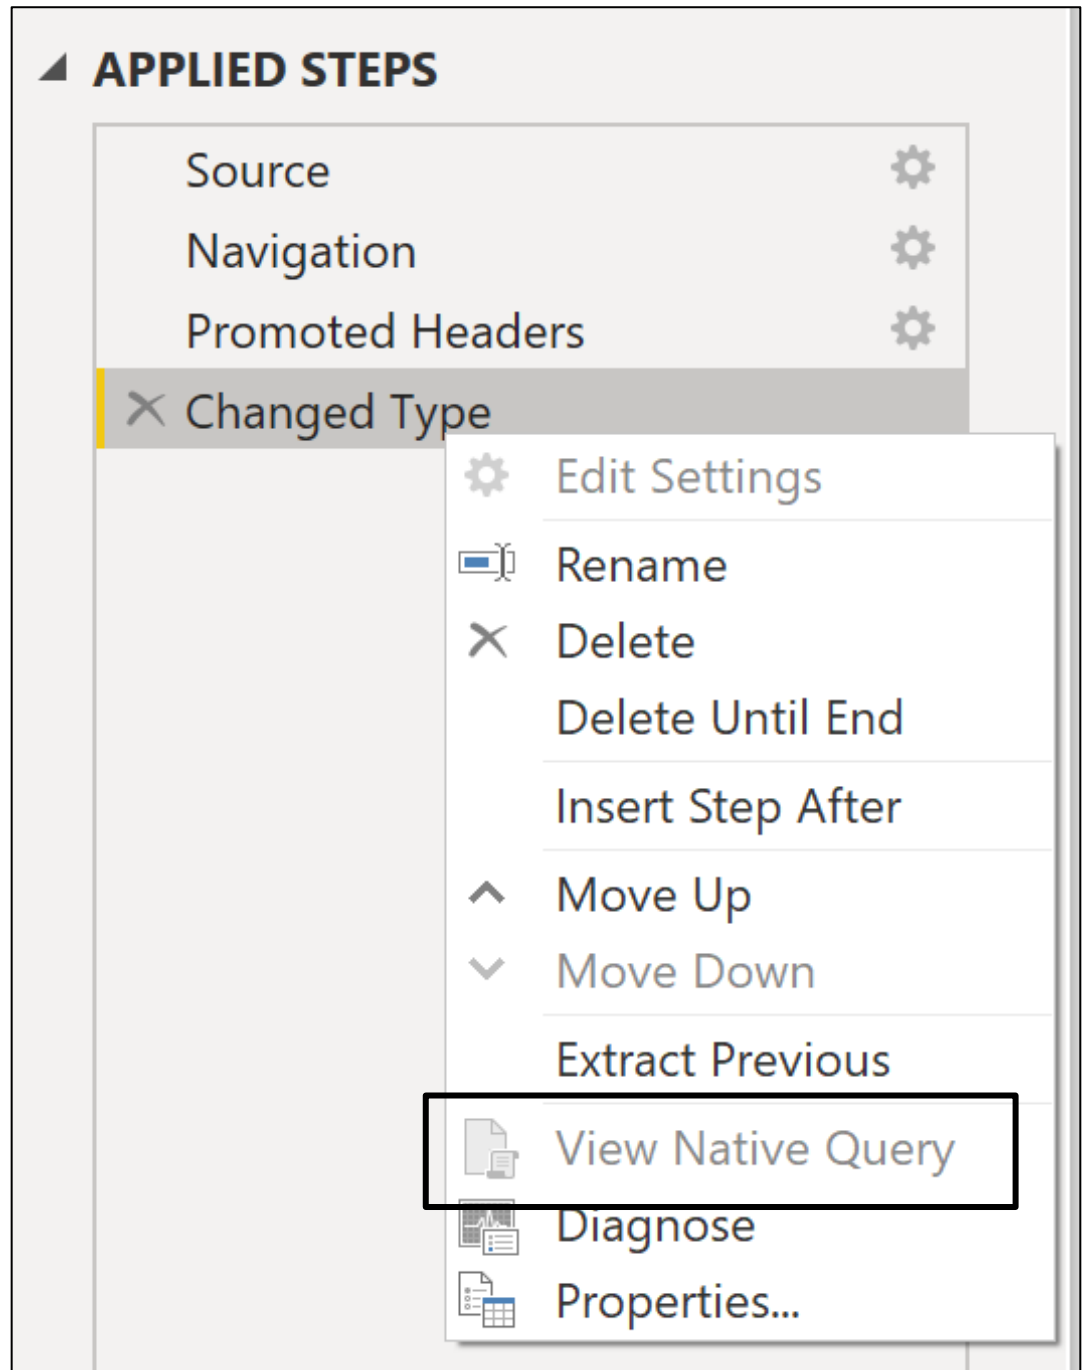 APPLIED STEPS
Source
Navigation
Promoted Headers
Changed Type
Edit Settings
Rename
Delete
Delete Until End
Insert Step After
Move Up
Move Down
Extract Previous
View Native Query
Diagnose
Properties...